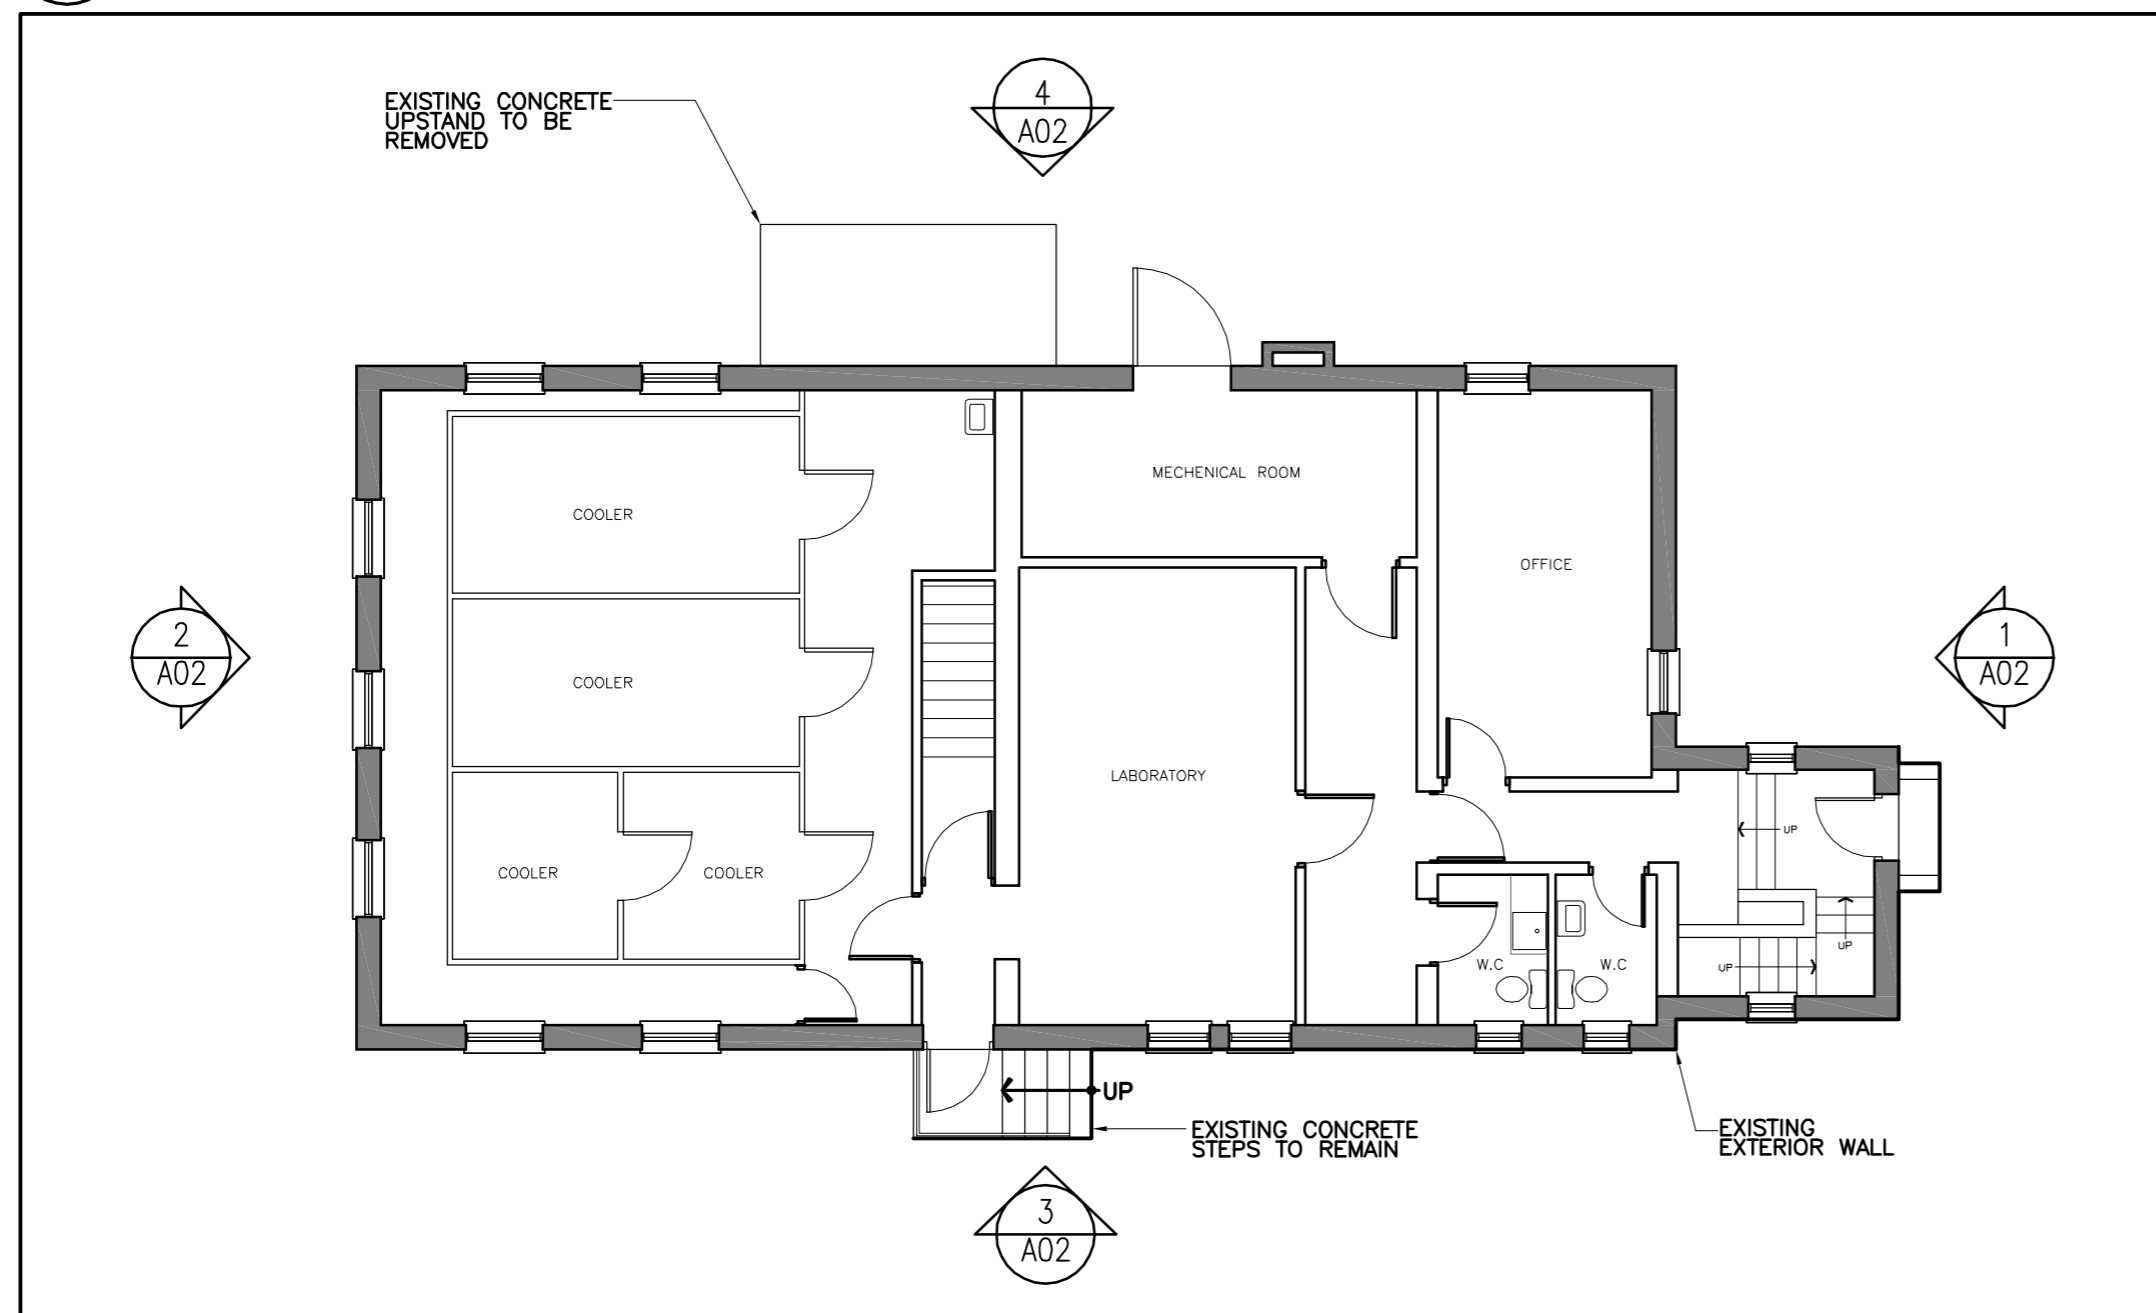 4
A02
EXISTING CONCRETE
UPSTAND TO BE
REMOVED
MECHENICAL ROOM
COOLER
OFFICE
2
A02
1
A02
COOLER
LABORATORY
UP
COOLER
COOLER
UP
W.C
W.C
UP
UP
EXISTING CONCRETE
STEPS TO REMAIN
EXISTING
EXTERIOR WALL
3
A02